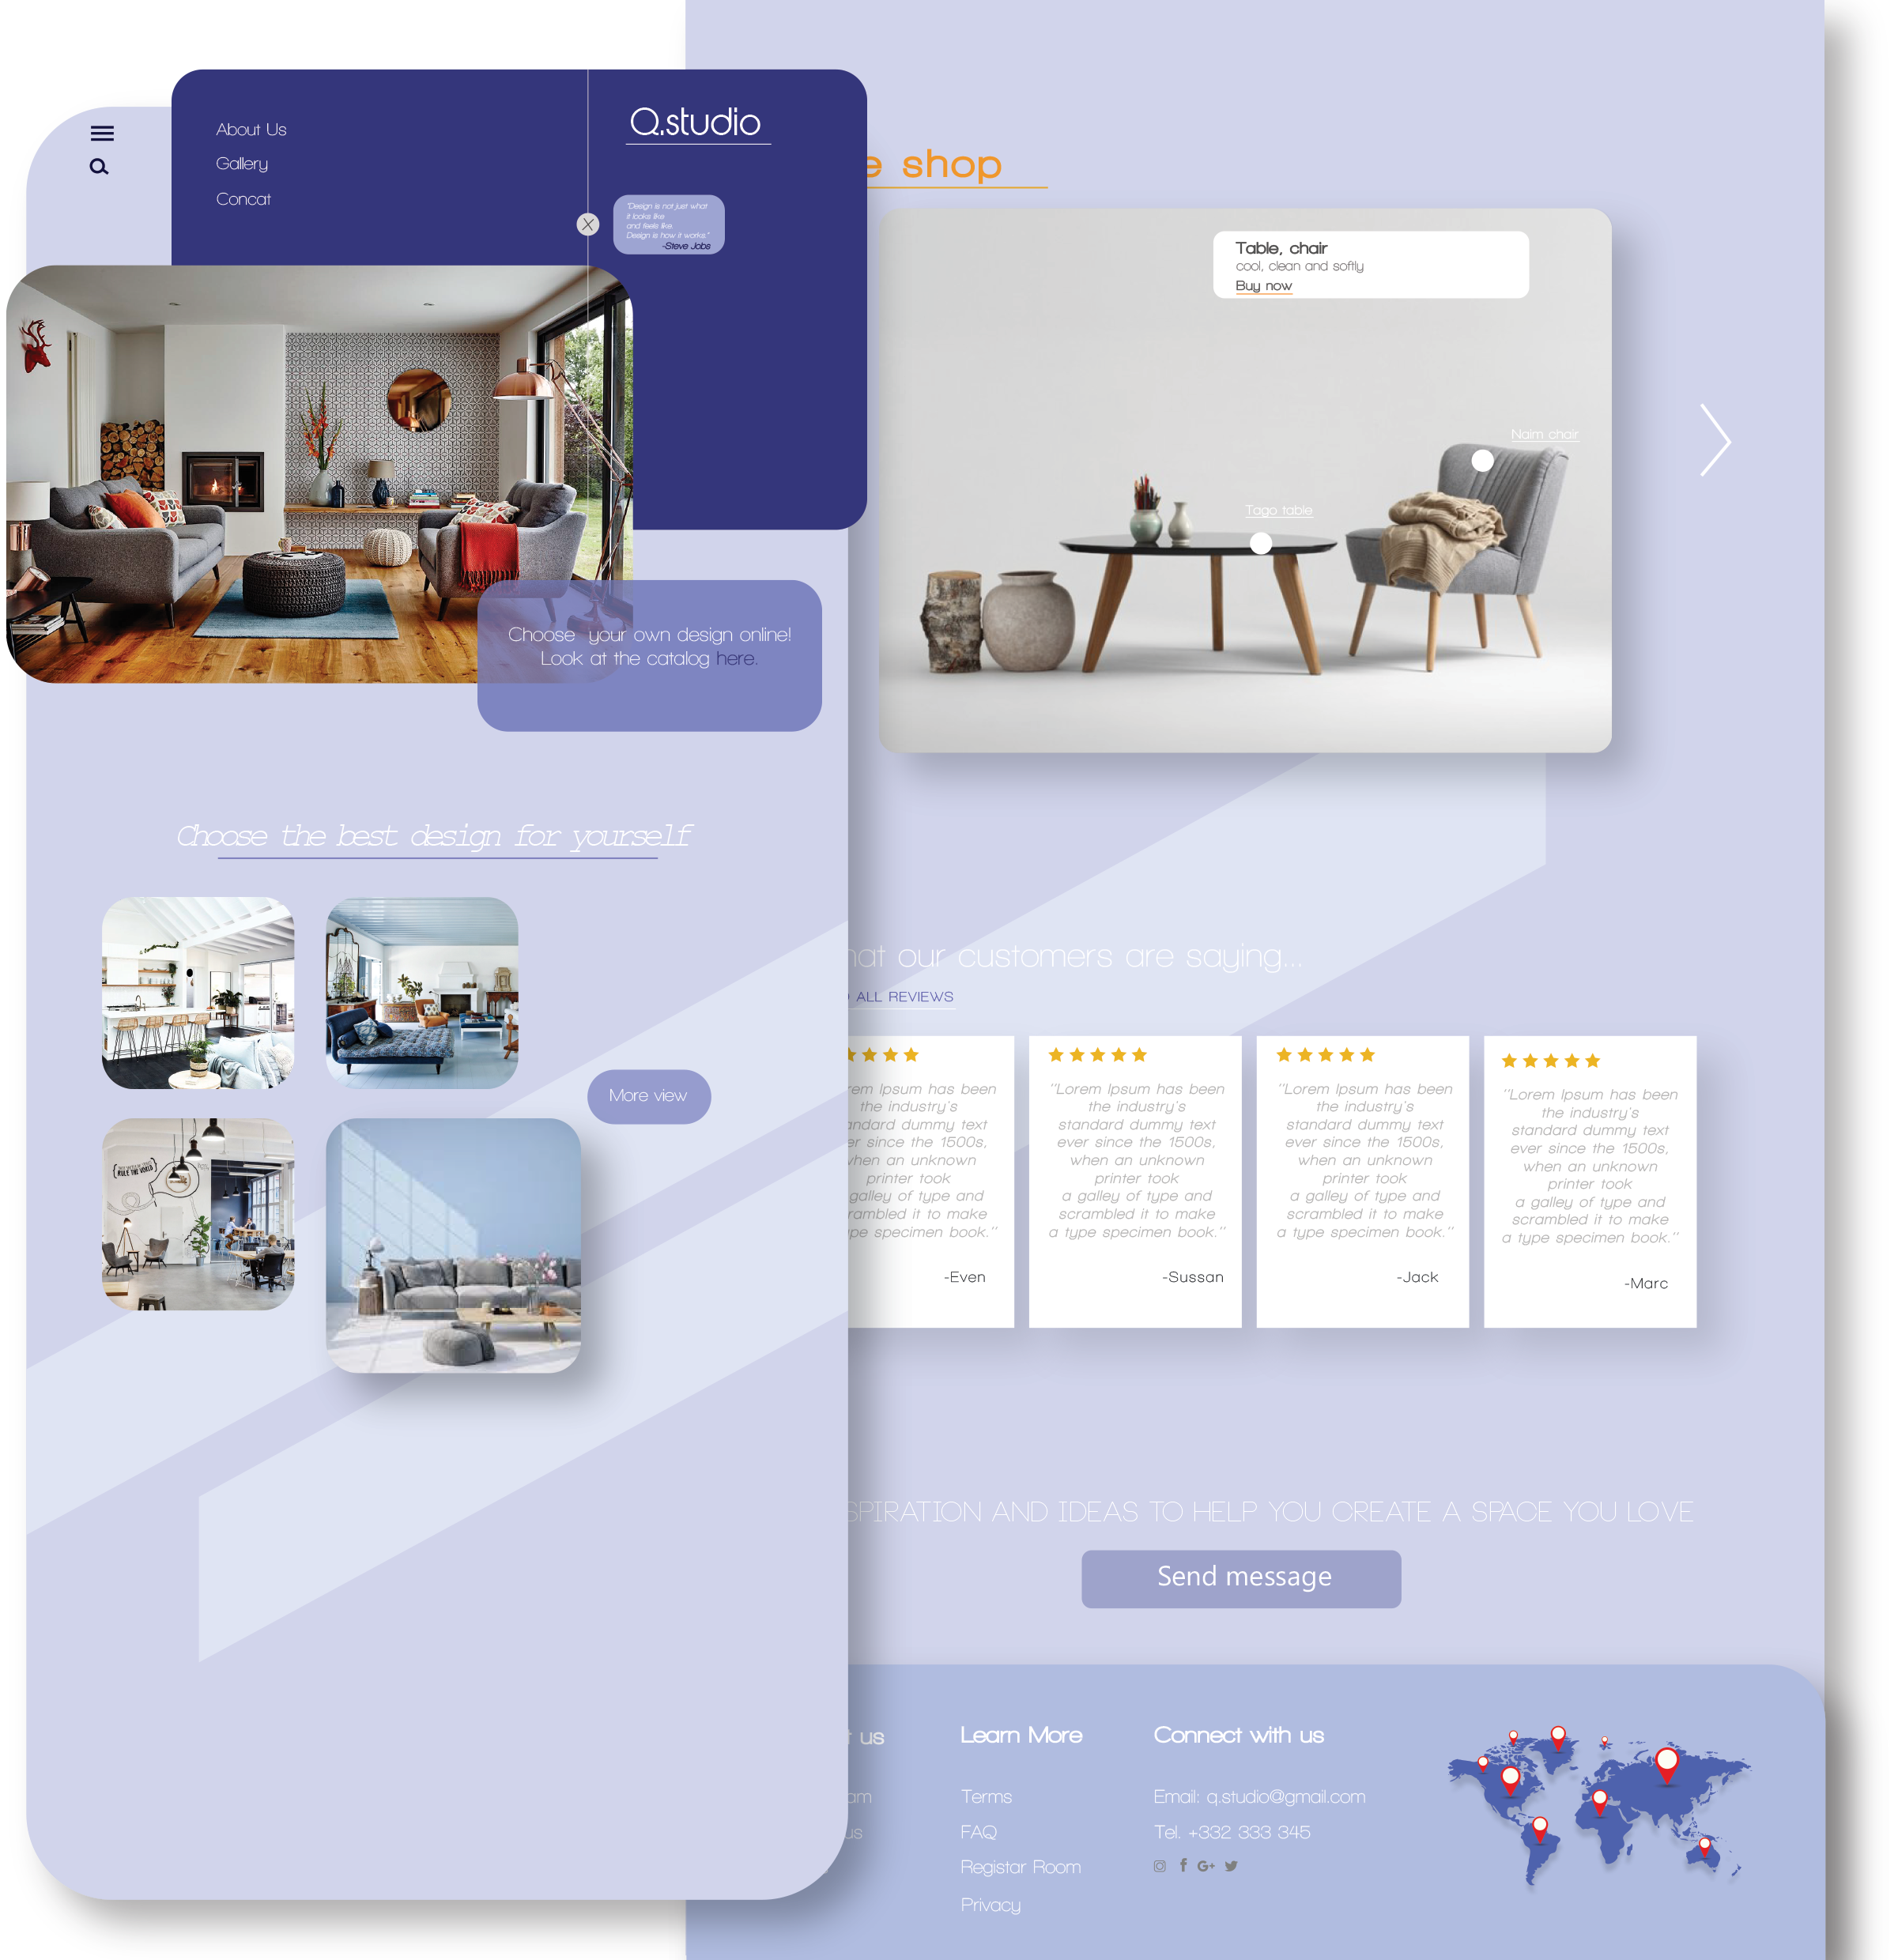 About Us
Gallery
Concat
Q.studio
"Design is not just what
it looks like
and feels like.
Design is how it works."
-Steve Jobs
X
Choose your own design online!
Look at the catalog here.
Choose the best design for yourself
RULE THE WORLD
More view
shop
Table, chair
cool, clean and softly
Buy now
Naim chair
Togo table
our customers are saying...
ALL REVIEWS
Ipsum has been
the industry's
dummy text
since the 1500s,
an unknown
printer took
galley of type and
it to make
specimen book."
-Even
"Lorem Ipsum has been
the industry's
standard dummy text
ever since the 1500s,
when an unknown
printer took
a galley of type and
scrambled it to make
a type specimen book."
-Sussan
"Lorem Ipsum has been
the industry's
standard dummy text
ever since the 1500s,
when an unknown
printer took
a galley of type and
scrambled it to make
a type specimen book."
-Jack
"Lorem Ipsum has been
the industry's
standard dummy text
ever since the 1500s,
when an unknown
printer took
a galley of type and
scrambled it to make
a type specimen book."
-Marc
AND IDEAS TO HELP YOU CREATE A SPACE YOU LOVE
Send message
us
Learn More
Terms
FAQ
Registar Room
Privacy
Connect with us
Email: q.studio@gmail.com
Tel. +332 333 345